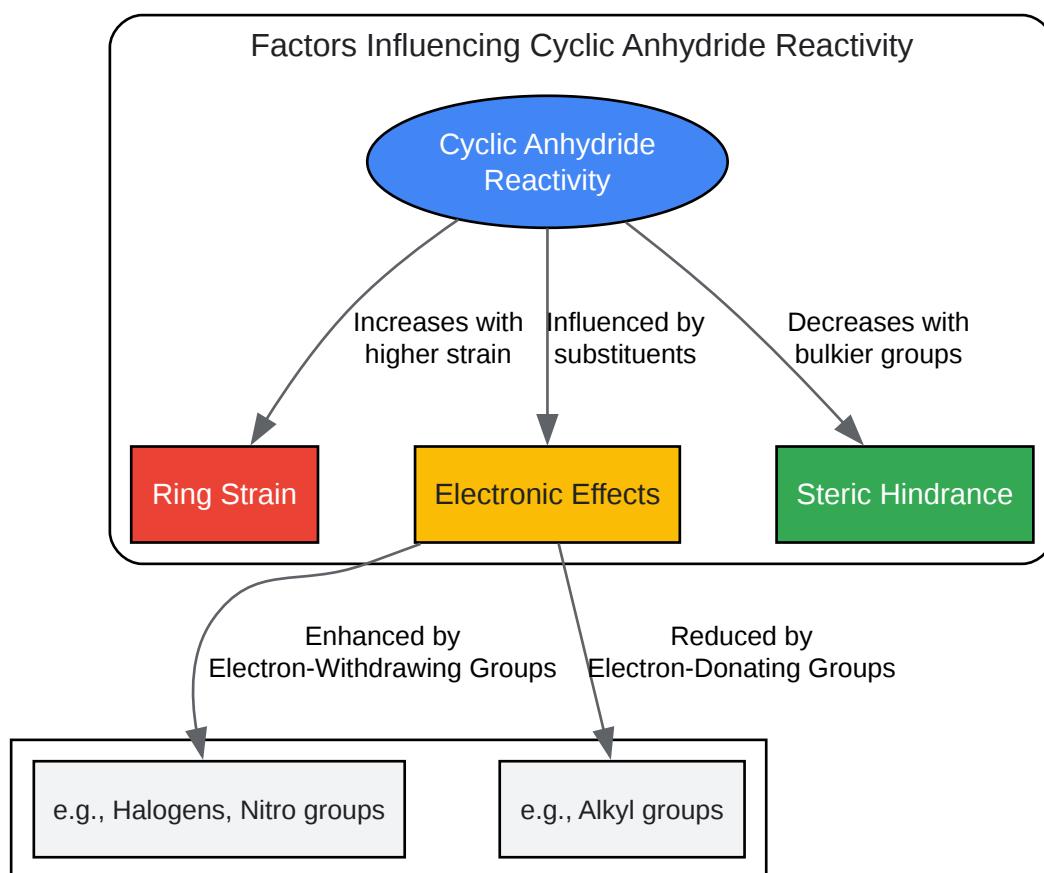 Factors Influencing Cyclic Anhydride Reactivity
Cyclic Anhydride
Reactivity
Increases with
higher strain
Influenced by
substituents
Decreases with
bulkier groups
Ring Strain
Electronic Effects
Steric Hindrance
Enhanced by
Electron-Withdrawing Groups
Reduced by
Electron-Donating Groups
e.g., Halogens, Nitro groups
e.g., Alkyl groups